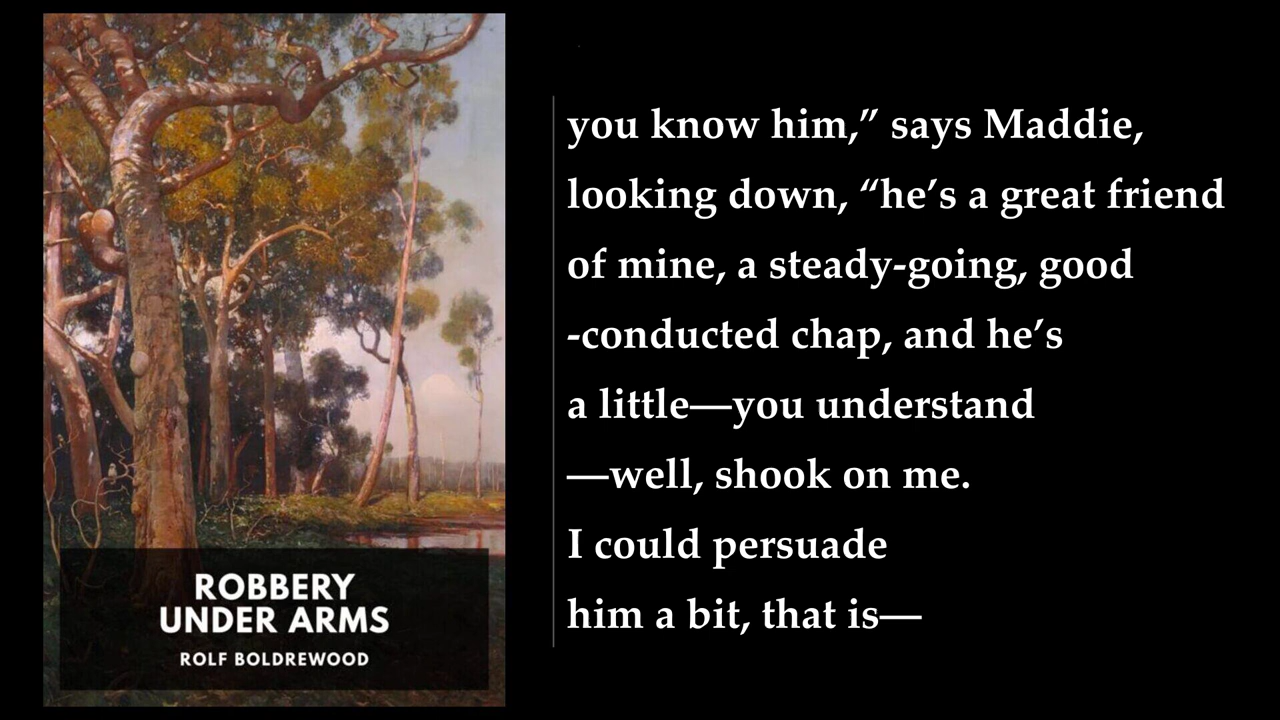 you know him,” says Maddie,
looking down, “he’s a great friend
of mine, a steady-going, good
-conducted chap, and he’s
a little—you understand
—well, shook on me.
I could persuade
him a bit, that is—
ROBBERY
UNDER ARMS
ROLF BOLDREWOOD